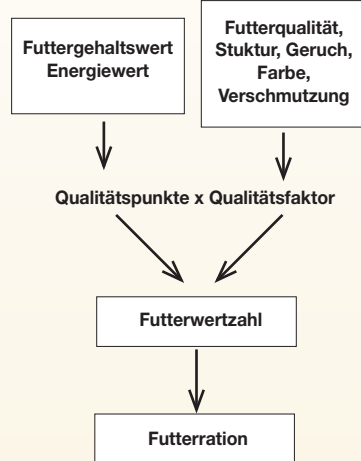 Futtergehaltswert
Energiewert
Futterqualität,
Stuktur, Geruch,
Farbe,
Verschmutzung
Qualitätspunkte x Qualitätsfaktor
Futterwertzahl
Futterration